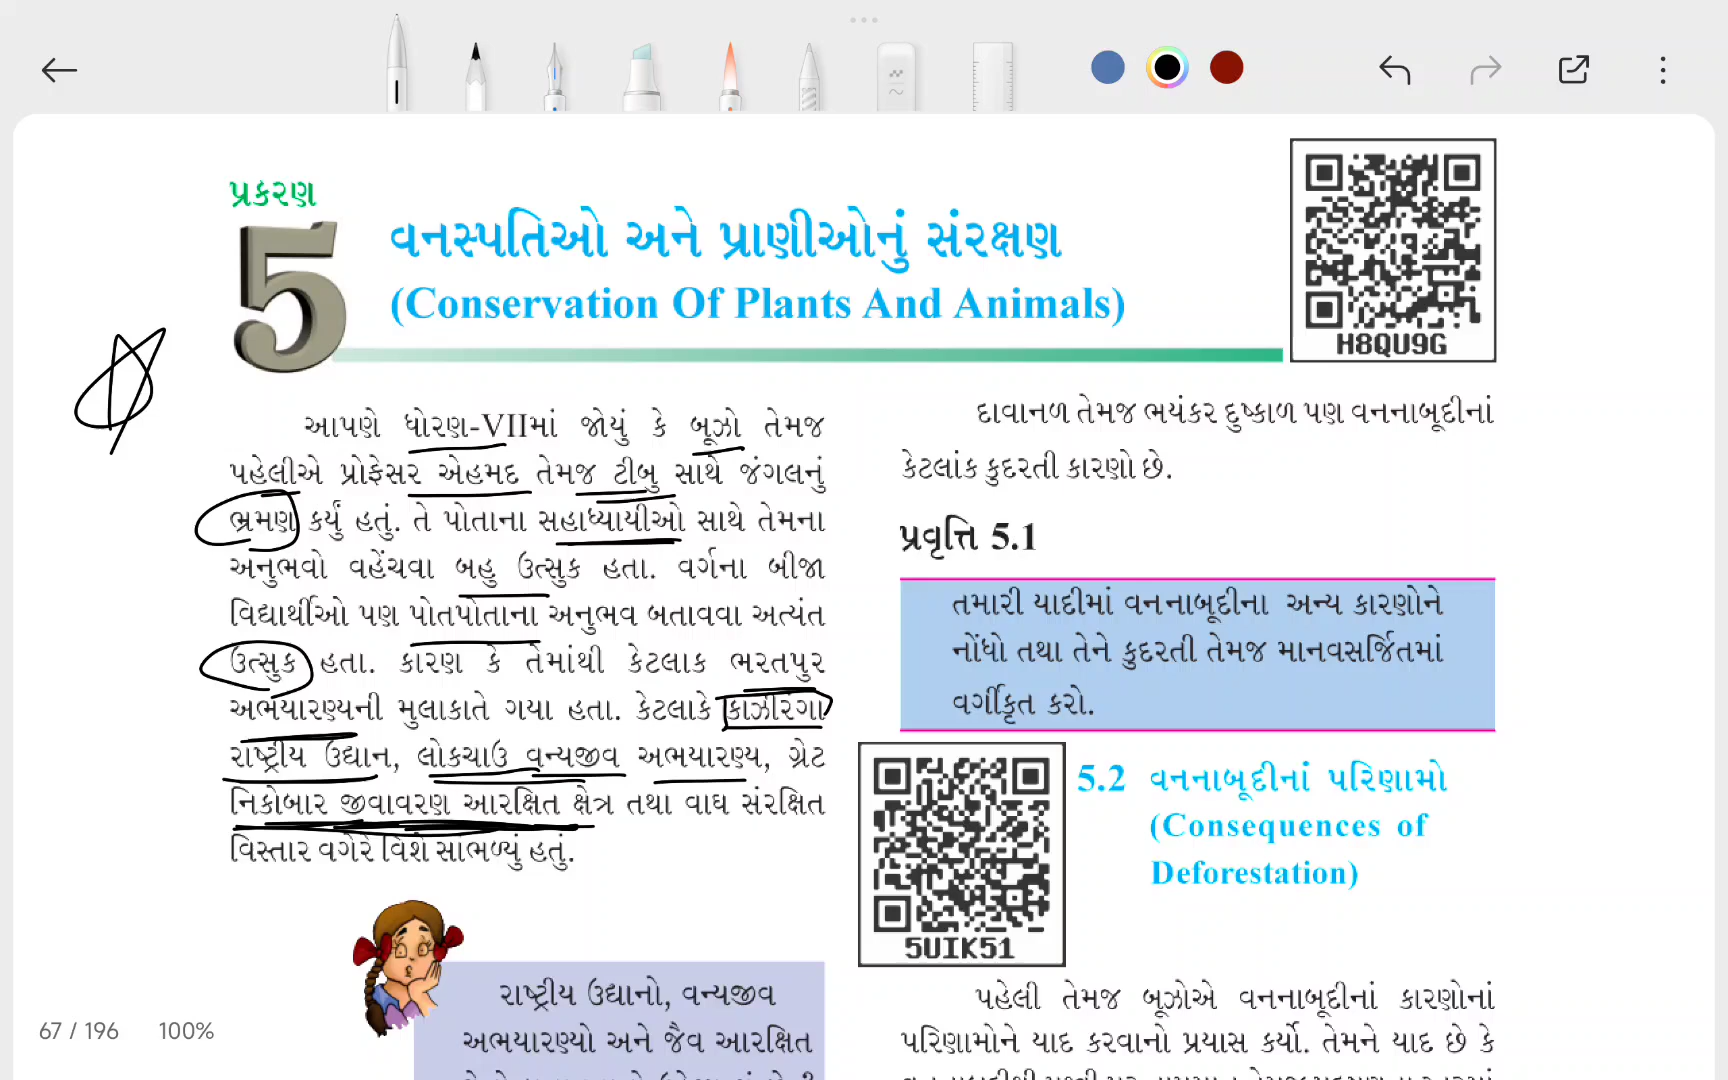 પ્રકરણ
5
વનસ્પતિઓ અને પ્રાણીઓનું સંરક્ષણ
(Conservation Of Plants And Animals)
H8QU9G
આપણે ધોરણ-VIIમાં જોયું કે બૂઝો તેમજ
પહેલીએ પ્રોફેસર એહમદ તેમજ ટીબુ સાથે જંગલનું
ભ્રમણ કર્યું હતું. તે પોતાના સહાધ્યાયીઓ સાથે તેમના
અનુભવો વહેંચવા બહુ ઉત્સુક હતા. વર્ગના બીજા
વિદ્યાર્થીઓ પણ પોતપોતાના અનુભવ બતાવવા અત્યંત
ઉત્સુક હતા. કારણ કે તેમાંથી કેટલાક ભરતપુર
અભયારણ્યની મુલાકાતે ગયા હતા. કેટલાકે કાઝીરંગા
રાષ્ટ્રીય ઉદ્યાન, લોકચાઉ વન્યજીવ અભયારણ્ય, ગ્રેટ
નિકોબાર જીવાવરણ આરક્ષિત ક્ષેત્ર તથા વાઘ સંરક્ષિત
વિસ્તાર વગેરે વિશે સાંભળ્યું હતું.
રાષ્ટ્રીય ઉદ્યાનો, વન્યજીવ
અભયારણ્યો અને જૈવ આરક્ષિત
દાવાનળ તેમજ ભયંકર દુષ્કાળ પણ વનનાબૂદીનાં
કેટલાંક કુદરતી કારણો છે.
પ્રવૃત્તિ 5.1
તમારી યાદીમાં વનનાબૂદીના અન્ય કારણોને
નોંધો તથા તેને કુદરતી તેમજ માનવસર્જિતમાં
વર્ગીકૃત કરો.
5UIK51
5.2 વનનાબૂદીનાં પરિણામો
(Consequences of
Deforestation)
પહેલી તેમજ બૂઝોએ વનનાબૂદીનાં કારણોનાં
પરિણામોને યાદ કરવાનો પ્રયાસ કર્યો. તેમને યાદ છે કે
67 / 196 100%